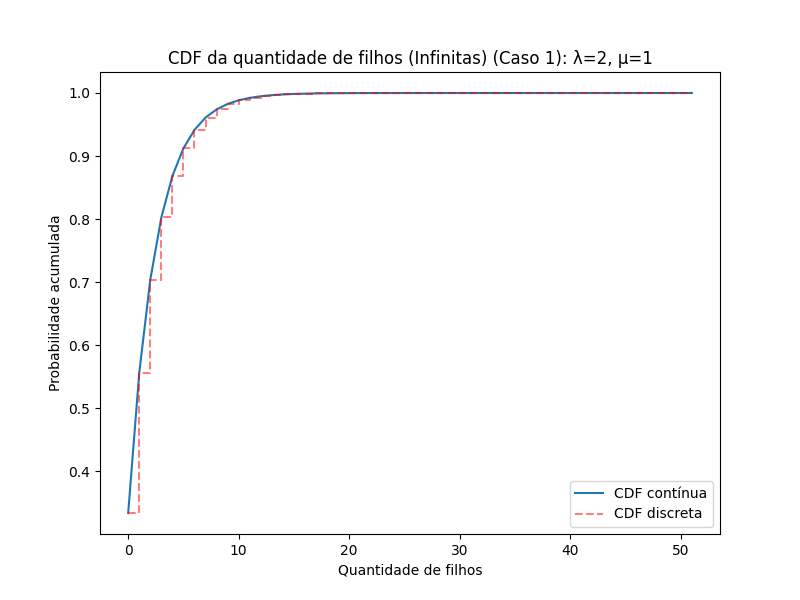 CDF da quantidade de filhos (Infinitas) (Caso 1): λ=2, μ=1
1.0
0.9
0.8
0.7
0.6
0.5
0.4
Probabilidade acumulada
CDF contínua
CDF discreta
0 10 20 30 40 50
Quantidade de filhos